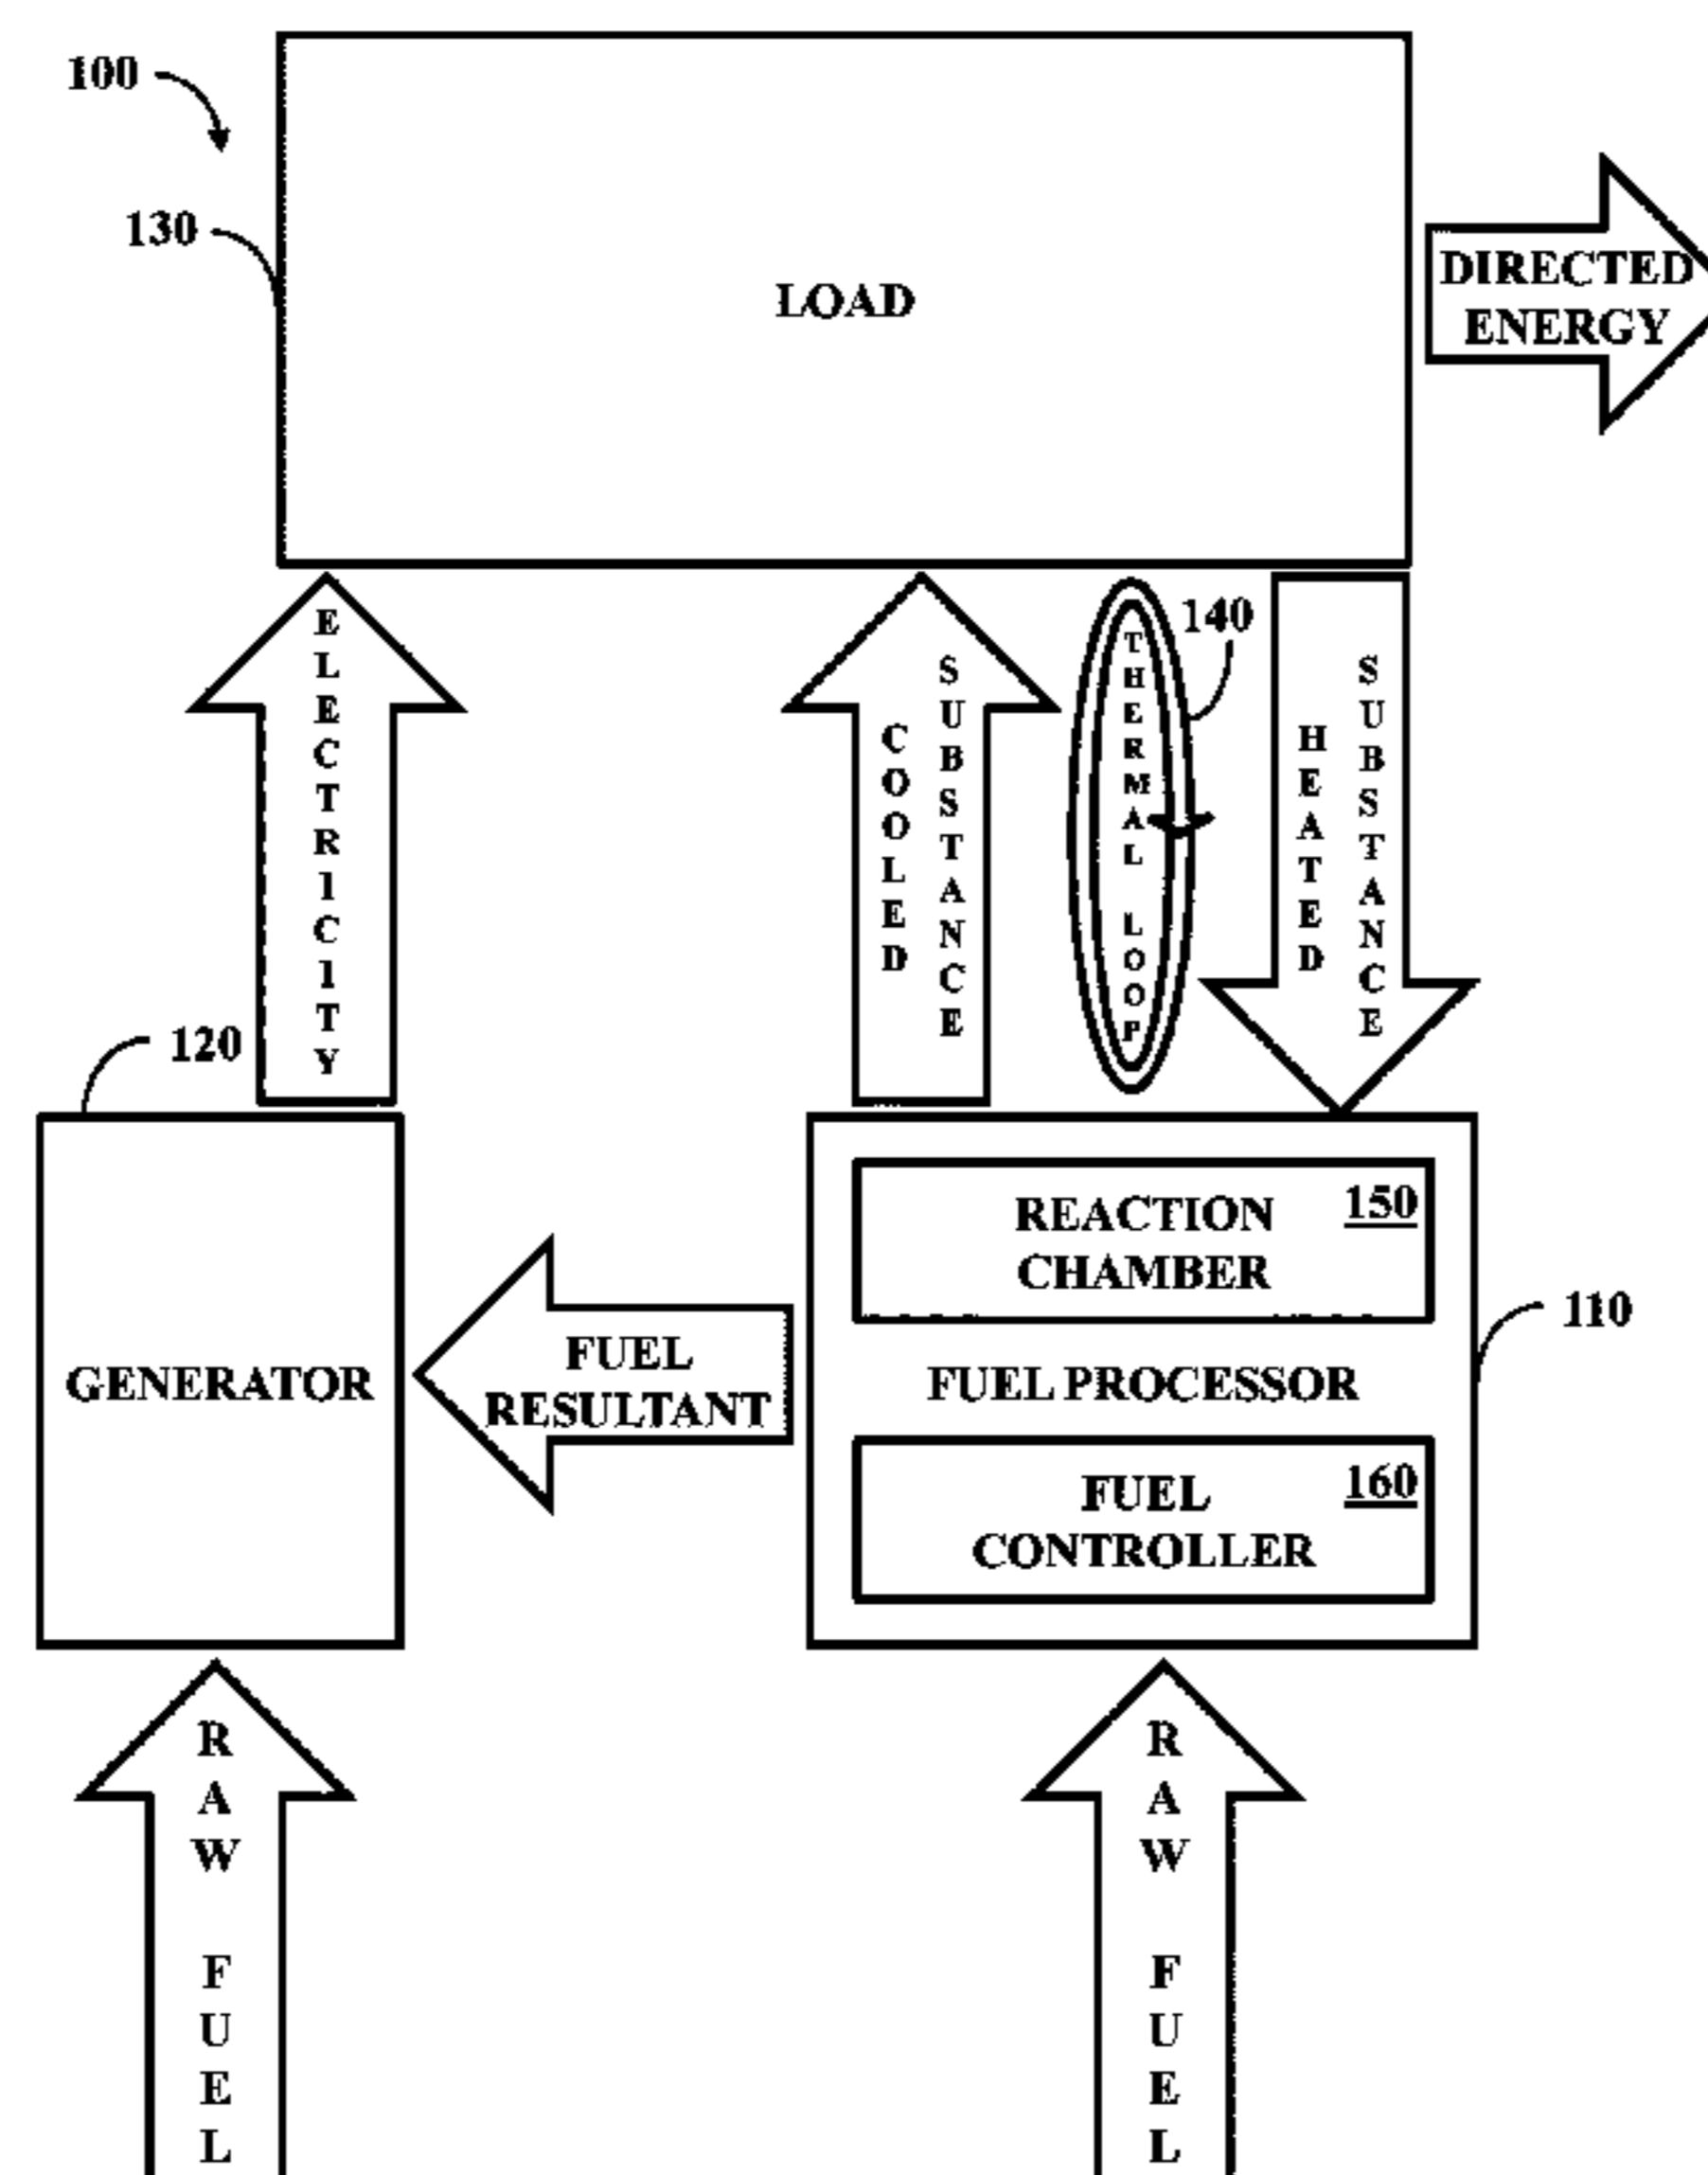 100
130
LOAD
DIRECTED
ENERGY
ELECTRICITY
COOLED
SUBSTANCE
THERMAL LOOP
140
HEATED
SUBSTANCE
120
GENERATOR
FUEL
RESULTANT
REACTION
CHAMBER
150
FUEL PROCESSOR
110
FUEL
CONTROLLER
160
RAW FUEL
RAW FUEL